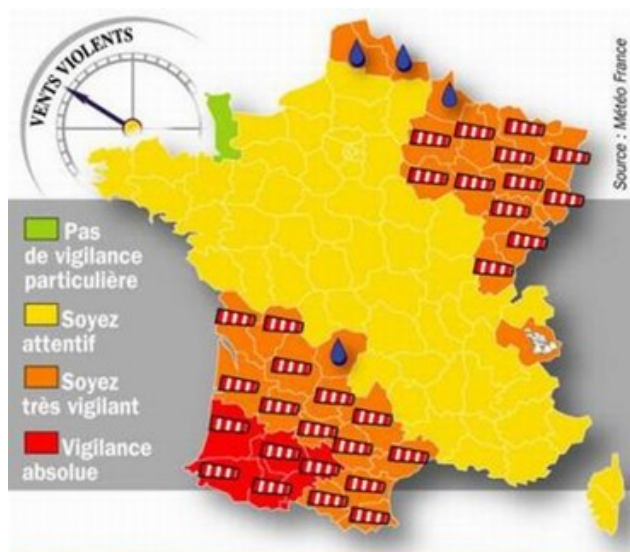 VENTS VIOLENTS
Source : Météo France
Pas
de vigilance
particulière
Soyez
attentif
Soyez
très vigilant
Vigilance
absolue